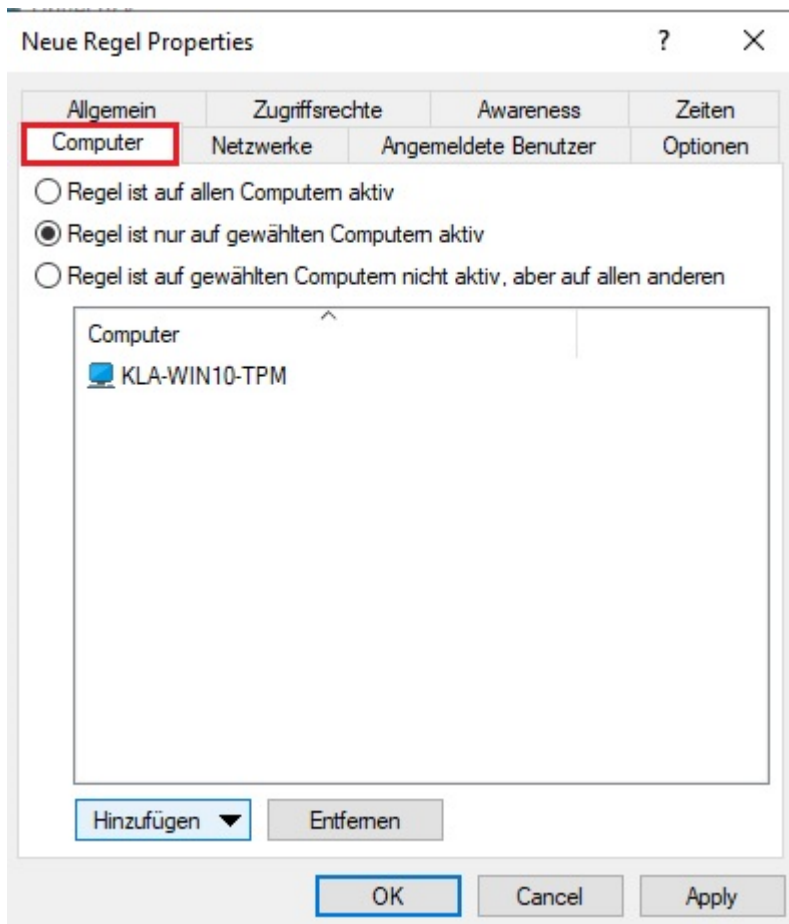 Neue Regel Properties ? ×
Allgemein Zugriffsrechte Awareness Zeiten
Computer Netzwerke Angemeldete Benutzer Optionen
Regel ist auf allen Computern aktiv
Regel ist nur auf gewählten Computern aktiv
Regel ist auf gewählten Computern nicht aktiv, aber auf allen anderen
Computer
KLA-WIN10-TPM
Hinzufügen Entfernen
OK Cancel Apply